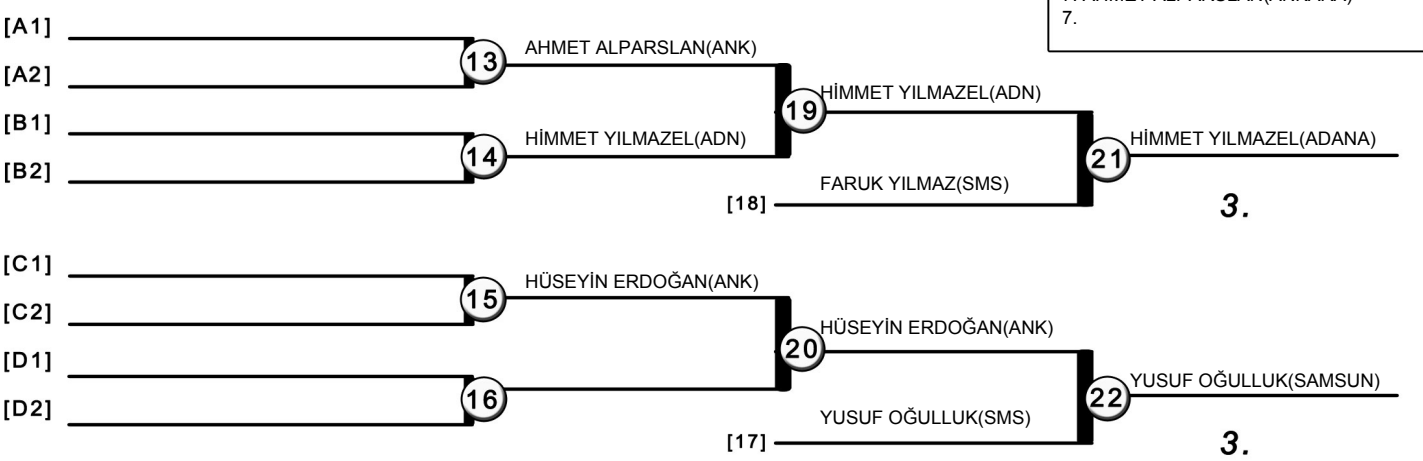 7.
[A1]
[A2]
[B1]
[B2]
13
AHMET ALPARSLAN(ANK)
14
HİMMET YILMAZEL(ADN)
19
HİMMET YILMAZEL(ADN)
[18]
FARUK YILMAZ(SMS)
21
HİMMET YILMAZEL(ADANA)
3.
[C1]
[C2]
[D1]
[D2]
15
HÜSEYİN ERDOĞAN(ANK)
16
20
HÜSEYİN ERDOĞAN(ANK)
[17]
YUSUF OĞULLUK(SMS)
22
YUSUF OĞULLUK(SAMSUN)
3.